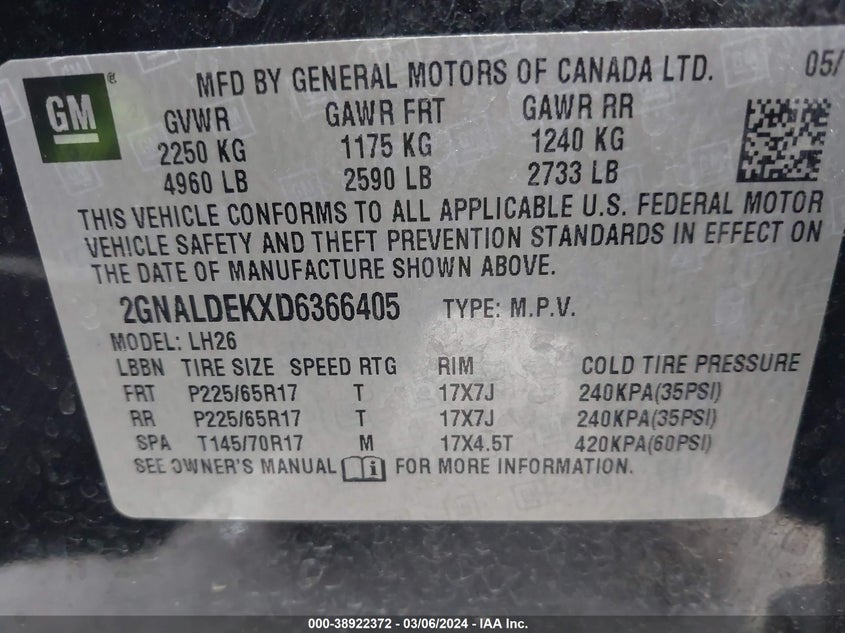 GM ®
MFD BY GENERAL MOTORS OF CANADA LTD. 05/
GVWR GAWR FRT GAWR RR
2250 KG 1175 KG 1240 KG
4960 LB 2590 LB 2733 LB
THIS VEHICLE CONFORMS TO ALL APPLICABLE U.S. FEDERAL MOTOR
VEHICLE SAFETY AND THEFT PREVENTION STANDARDS IN EFFECT ON
THE DATE OF MANUFACTURE SHOWN ABOVE.
2GNALDEKXD6366405 TYPE: M.P.V.
MODEL: LH26
LBBN TIRE SIZE SPEED RTG RIM COLD TIRE PRESSURE
FRT P225/65R17 T 17X7J 240KPA(35PSI)
RR P225/65R17 T 17X7J 240KPA(35PSI)
SPA T145/70R17 M 17X4.5T 420KPA(60PSI)
SEE OWNER'S MANUAL FOR MORE INFORMATION.
000-38922372 - 03/06/2024 - IAA Inc.